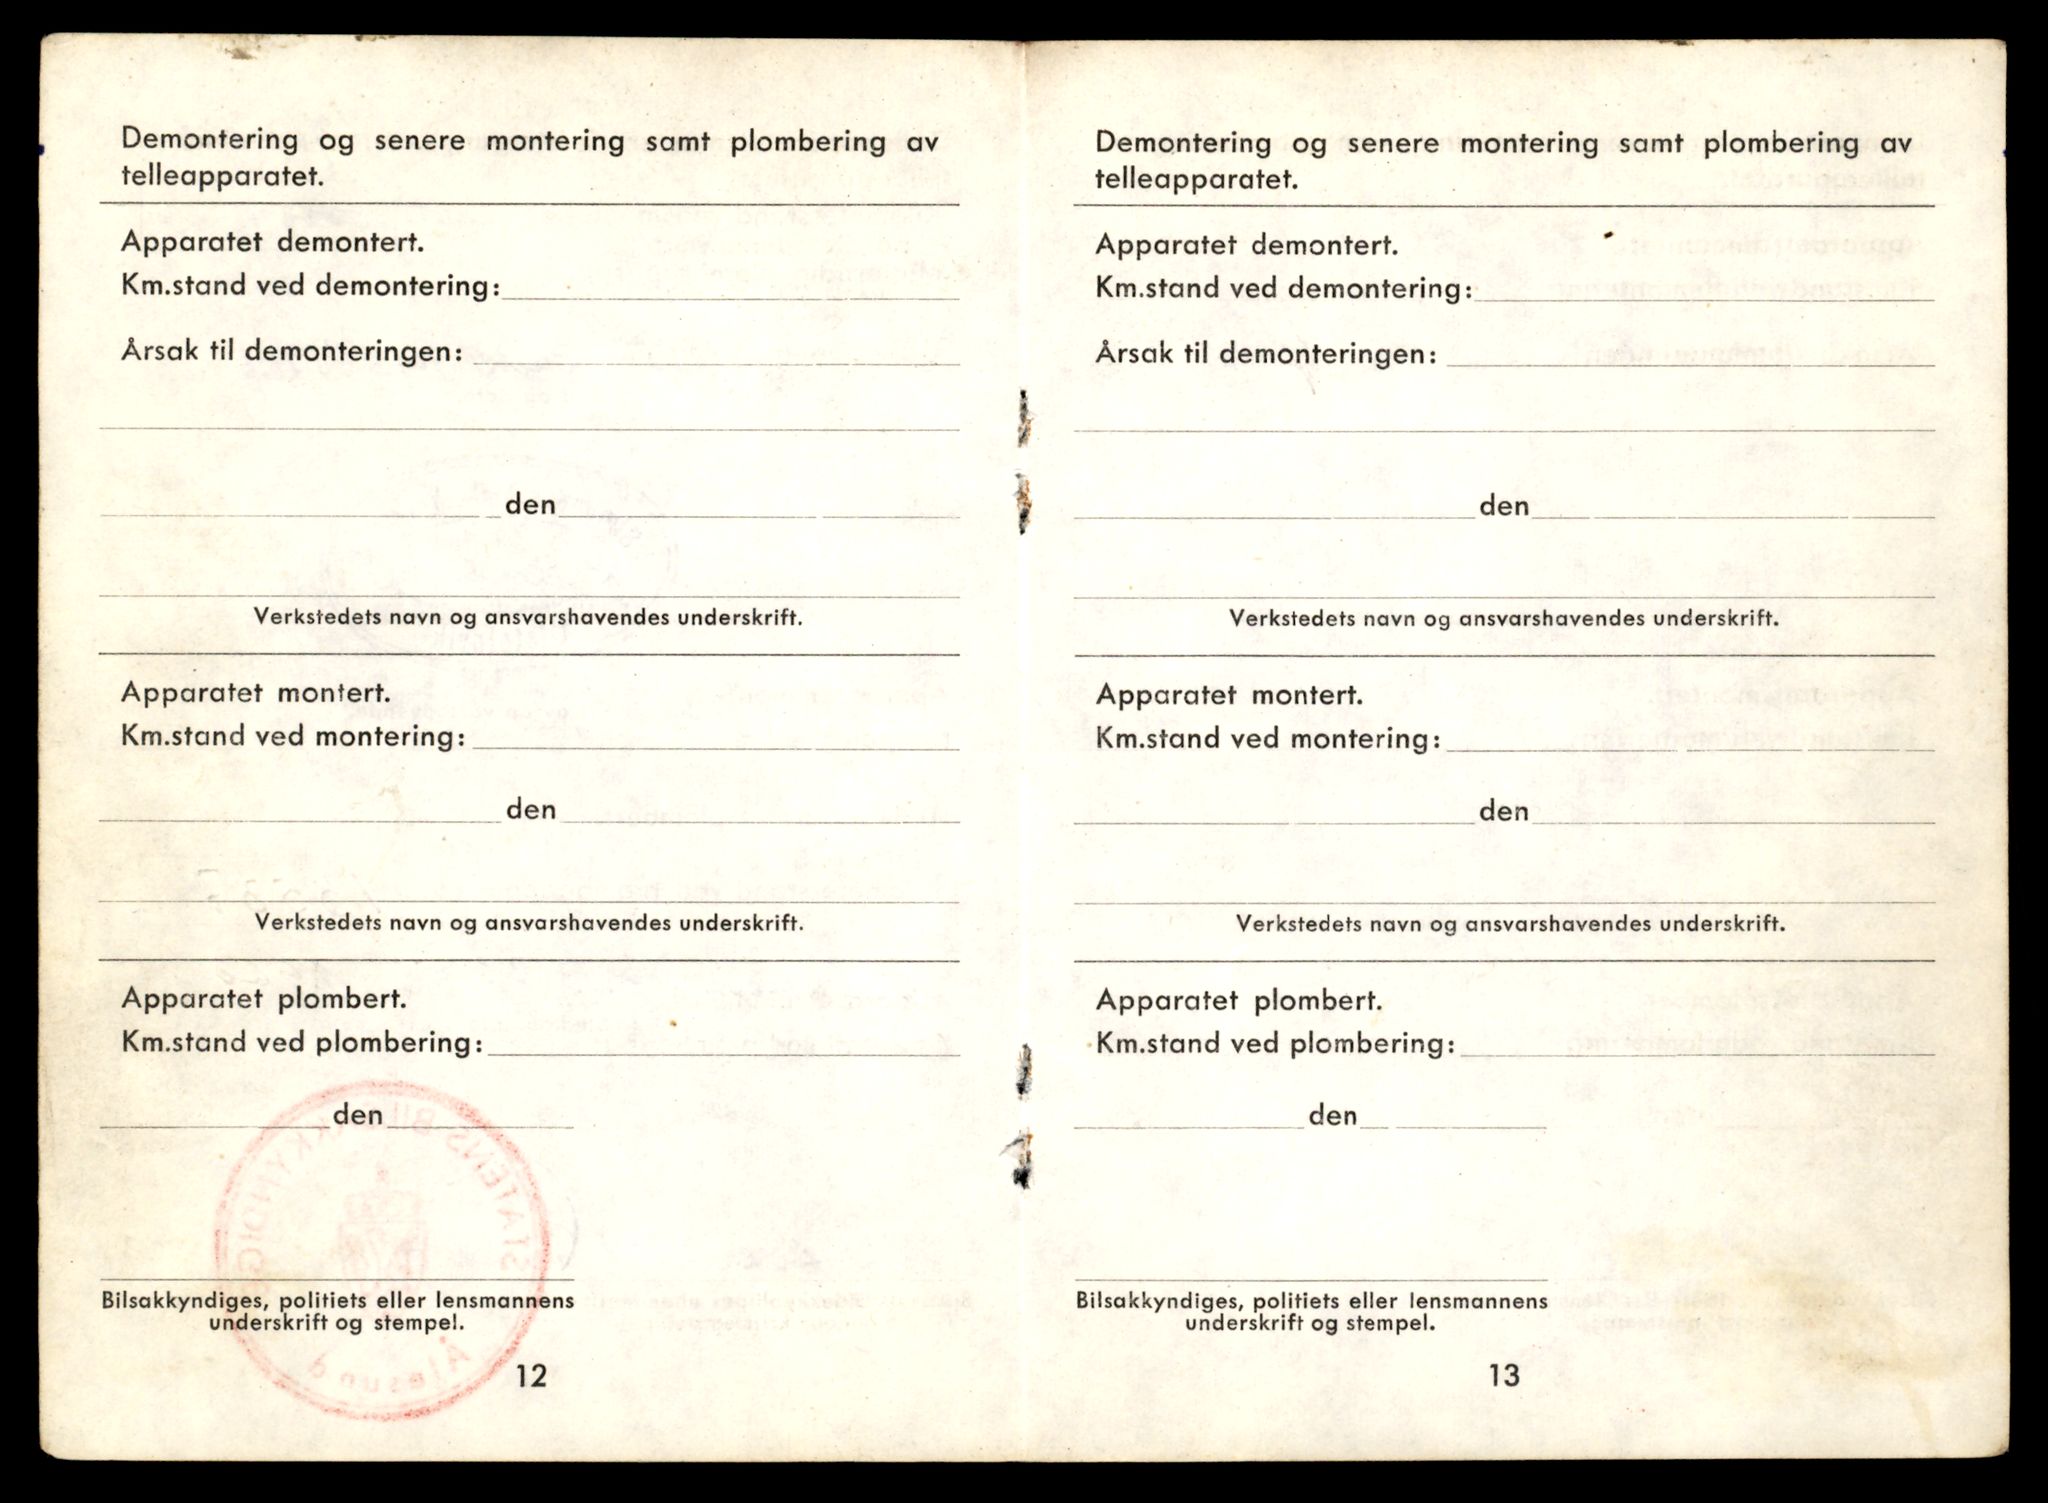 Demontering og senere montering samt plombering av
telleapparatet.
Apparatet demontert.
Km.stand ved demontering:
Årsak til demonteringen:
den
Verkstedets navn og ansvarshavendes underskrift.
Apparatet montert.
Km.stand ved montering:
den
Verkstedets navn og ansvarshavendes underskrift.
Apparatet plombert.
Km.stand ved plombering:
den
STATENS BILSAKKYNDIGE
Ålesund
Bilsakkyndiges, politiets eller lensmannens
underskrift og stempel.
12
Demontering og senere montering samt plombering av
telleapparatet.
Apparatet demontert.
Km.stand ved demontering:
Årsak til demonteringen:
den
Verkstedets navn og ansvarshavendes underskrift.
Apparatet montert.
Km.stand ved montering:
den
Verkstedets navn og ansvarshavendes underskrift.
Apparatet plombert.
Km.stand ved plombering:
den
Bilsakkyndiges, politiets eller lensmannens
underskrift og stempel.
13